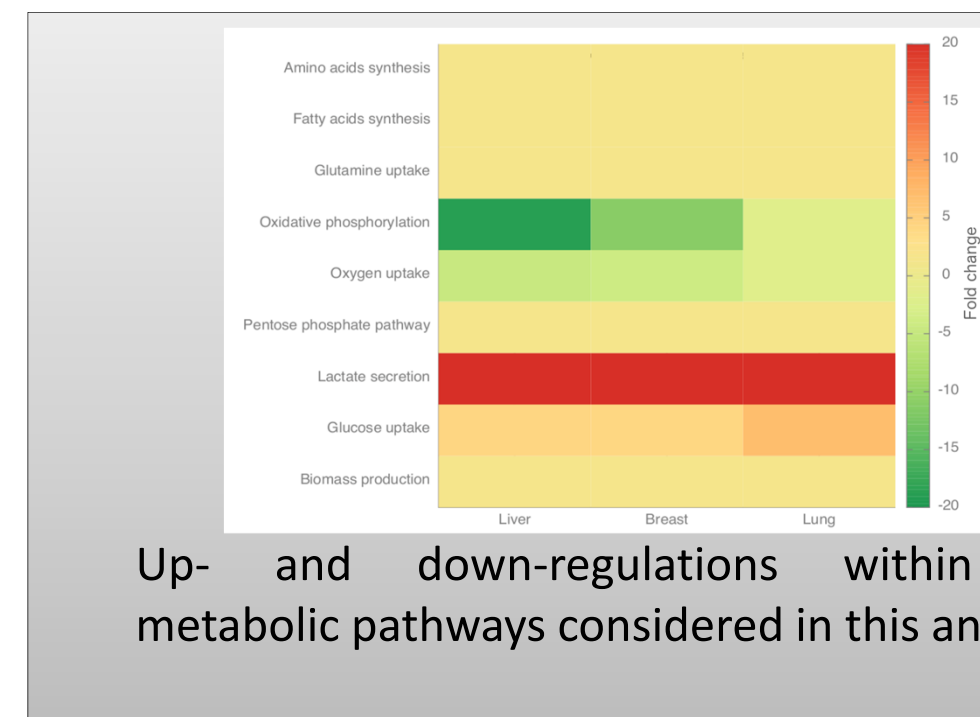 Amino acids synthesis
Fatty acids synthesis
Glutamine uptake
Oxidative phosphorylation
Oxygen uptake
Pentose phosphate pathway
Lactate secretion
Glucose uptake
Biomass production
Liver Breast Lung
20
15
10
5
0
-5
-10
-15
-20
Fold change
Up- and down-regulations within
metabolic pathways considered in this an